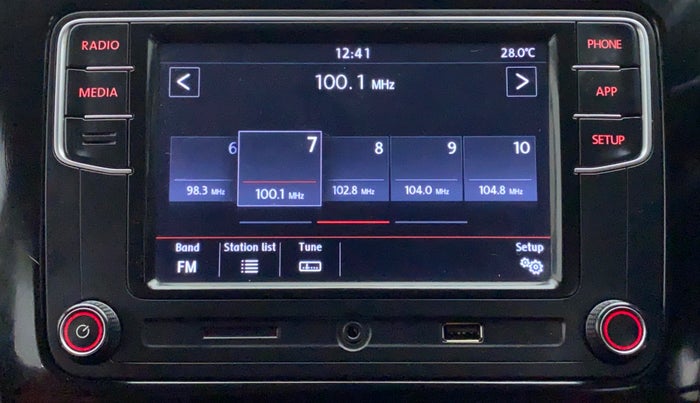 RADIO
MEDIA
PHONE
APP
SETUP
12:41
28.0°C
<
100.1 MHz
>
6
98.3 MHz
7
100.1 MHz
8
102.8 MHz
9
104.0 MHz
10
104.8 MHz
Band
FM
Station list
Tune
Setup